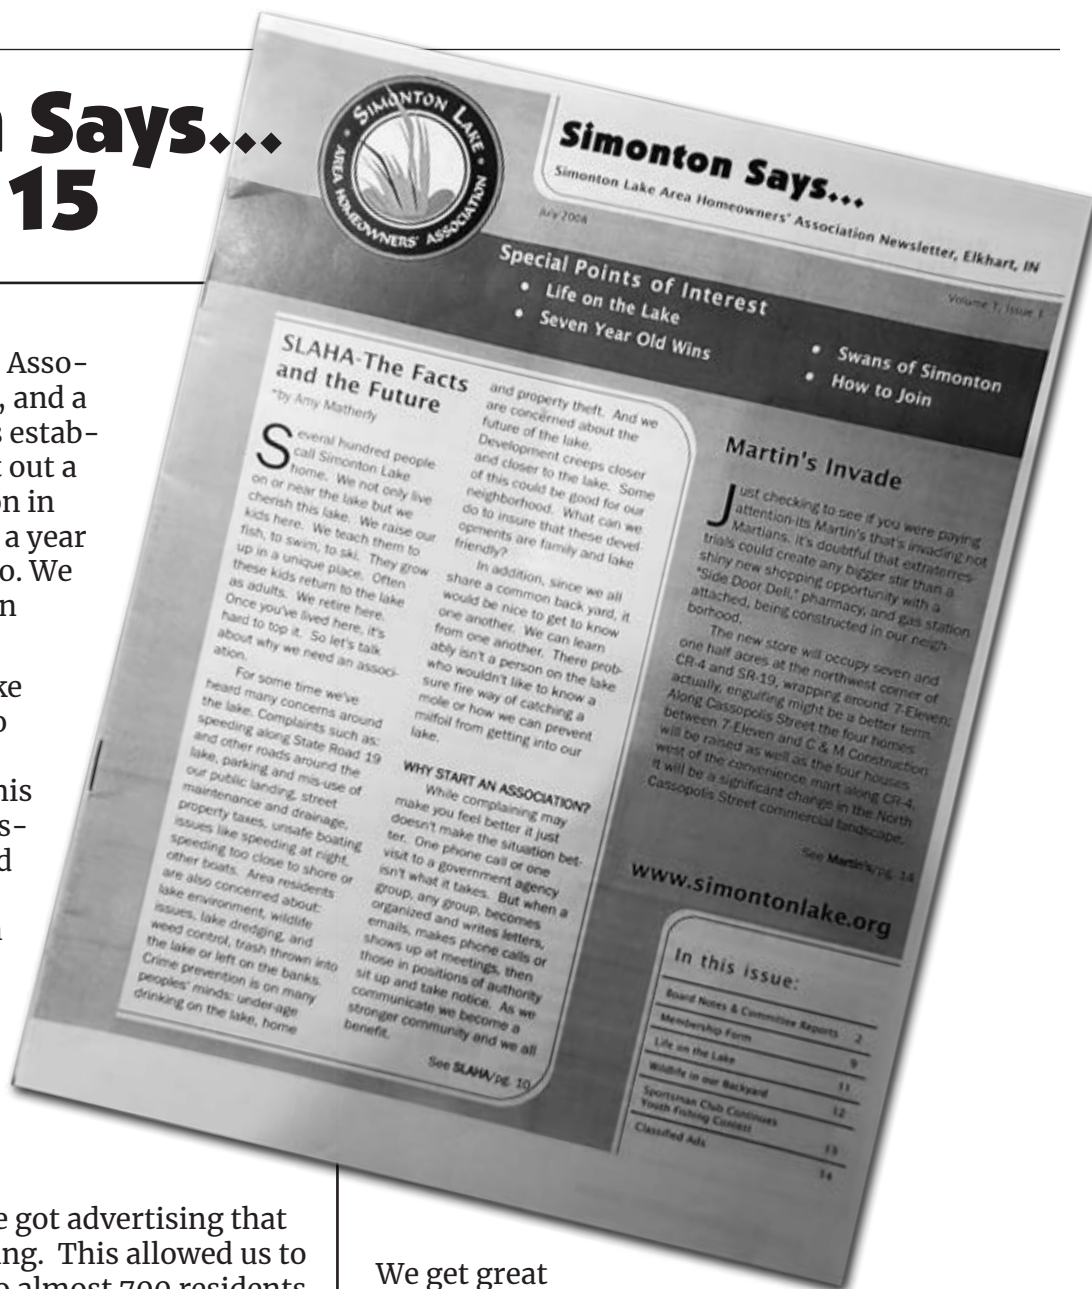 Says...
15
Asso-
, and a
s estab-
t out a
on in
a year
o. We
n
ke
o
his
s-
d
n
e got advertising that
ng. This allowed us to
o almost 700 residents
We get great
SIMONTON LAKE
AREA HOMEOWNERS' ASSOCIATION
Simonton Says...
Simonton Lake Area Homeowners' Association Newsletter, Elkhart, IN
July 2008
Volume 1, Issue 1
Special Points of Interest
• Life on the Lake
• Seven Year Old Wins
• Swans of Simonton
• How to Join
SLAHA-The Facts
and the Future
~by Amy Matherly
Several hundred people
call Simonton Lake
home. We not only live
on or near the lake but we
cherish this lake. We raise our
kids here. We teach them to
fish, to swim, to ski. They grow
up in a unique place. Often
these kids return to the lake
as adults. We retire here.
Once you've lived here, it's
hard to top it. So let's talk
about why we need an associ-
ation.
For some time we've
heard many concerns around
the lake. Complaints such as:
speeding along State Road 19
and other roads around the
lake, parking and mis-use of
our public landing, street
maintenance and drainage,
property taxes, unsafe boating
issues like speeding at night,
speeding too close to shore or
other boats. Area residents
are also concerned about:
lake environment, wildlife
issues, lake dredging, and
weed control, trash thrown into
the lake or left on the banks.
Crime prevention is on many
peoples' minds: under-age
drinking on the lake, home
and property theft. And we
are concerned about the
future of the lake.
Development creeps closer
and closer to the lake. Some
of this could be good for our
neighborhood. What can we
do to insure that these devel-
opments are family and lake
friendly?
In addition, since we all
share a common back yard, it
would be nice to get to know
one another. We can learn
from one another. There prob-
ably isn't a person on the lake
who wouldn't like to know a
sure fire way of catching a
mole or how we can prevent
milfoil from getting into our
lake.
WHY START AN ASSOCIATION?
While complaining may
make you feel better it just
doesn't make the situation bet-
ter. One phone call or one
visit to a government agency
isn't what it takes. But when a
group, any group, becomes
organized and writes letters,
emails, makes phone calls or
shows up at meetings, then
those in positions of authority
sit up and take notice. As we
communicate we become a
stronger community and we all
benefit.
See SLAHA/pg. 10
Martin's Invade
Just checking to see if you were paying
attention-its Martin's that's invading not
Martians. It's doubtful that extraterres-
trials could create any bigger stir than a
shiny new shopping opportunity with a
"Side Door Deli," pharmacy, and gas station
attached, being constructed in our neigh-
borhood.
The new store will occupy seven and
one half acres at the northwest corner of
CR-4 and SR-19, wrapping around 7-Eleven;
actually, engulfing might be a better term.
Along Cassopolis Street the four homes
between 7-Eleven and C & M Construction
will be raised as well as the four houses
west of the convenience mart along CR-4.
It will be a significant change in the North
Cassopolis Street commercial landscape.
See Martin's/pg. 14
www.simontonlake.org
In this issue:
Board Notes & Committee Reports 2
Membership Form 9
Life on the Lake 11
Wildlife in our Backyard 12
Sportsman Club Continues
Youth Fishing Contest 13
Classified Ads 14